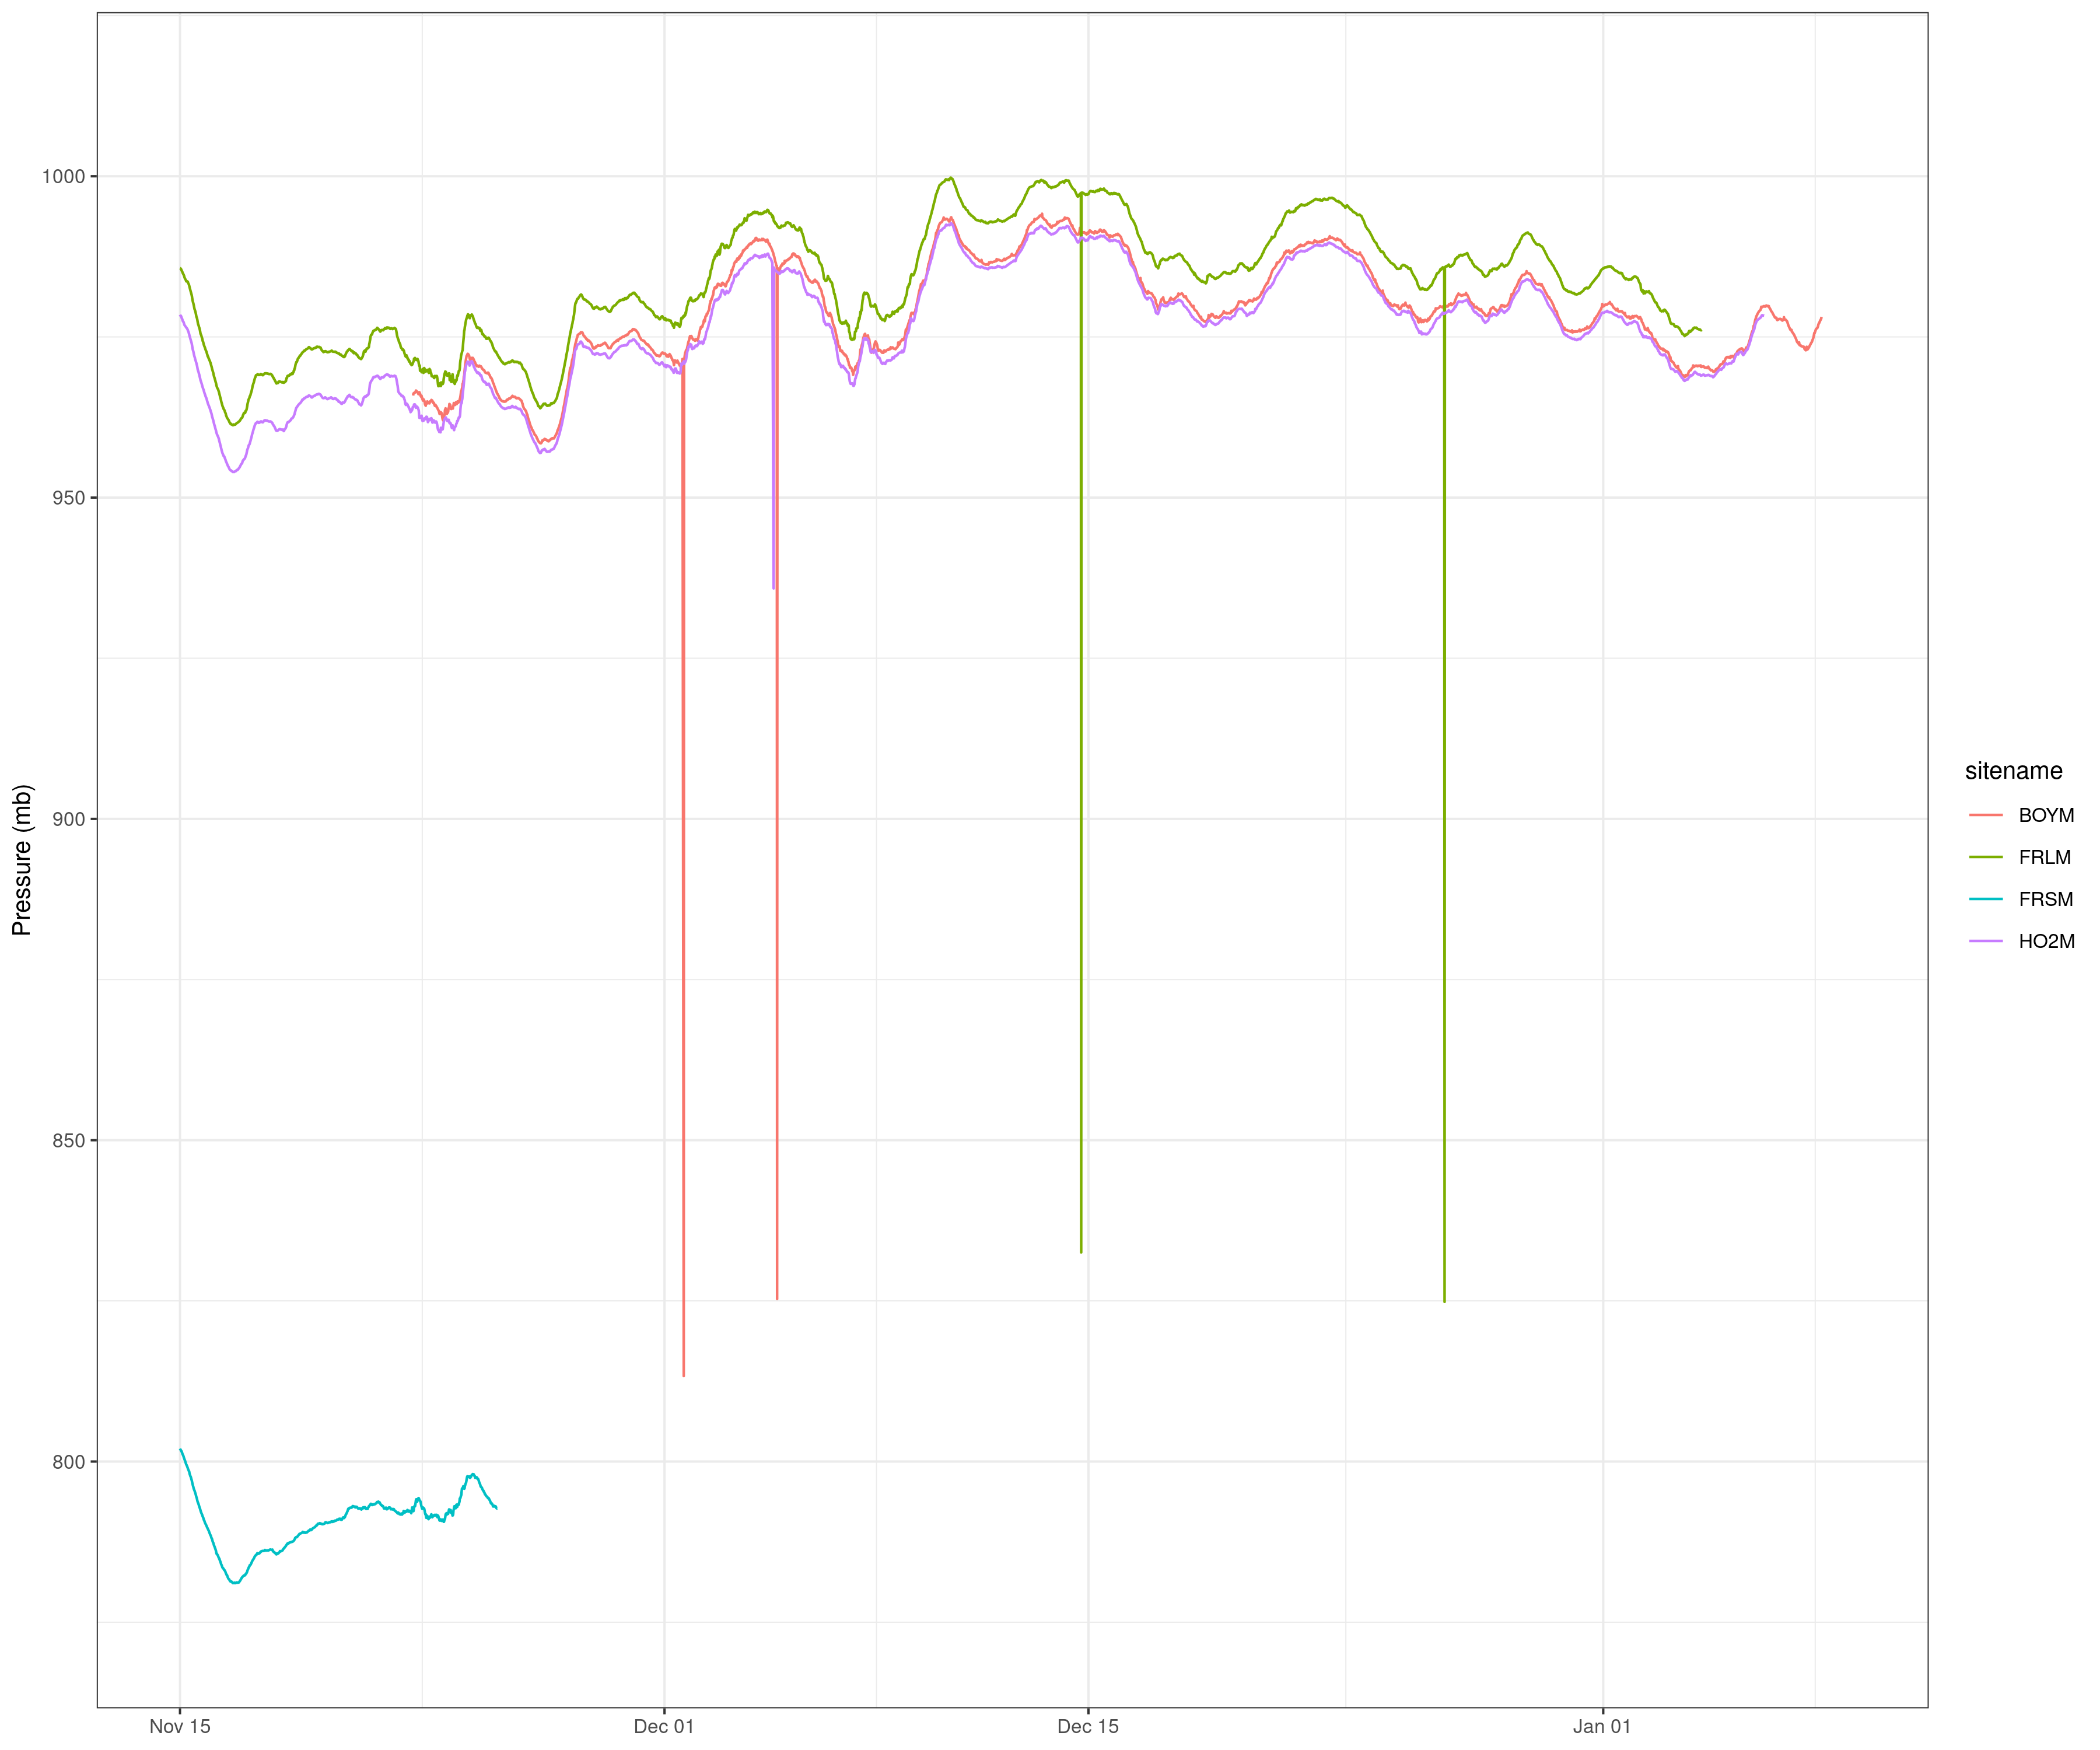 Pressure (mb)
1000
950
900
850
800
Nov 15
Dec 01
Dec 15
Jan 01
sitename
BOYM
FRLM
FRSM
HO2M